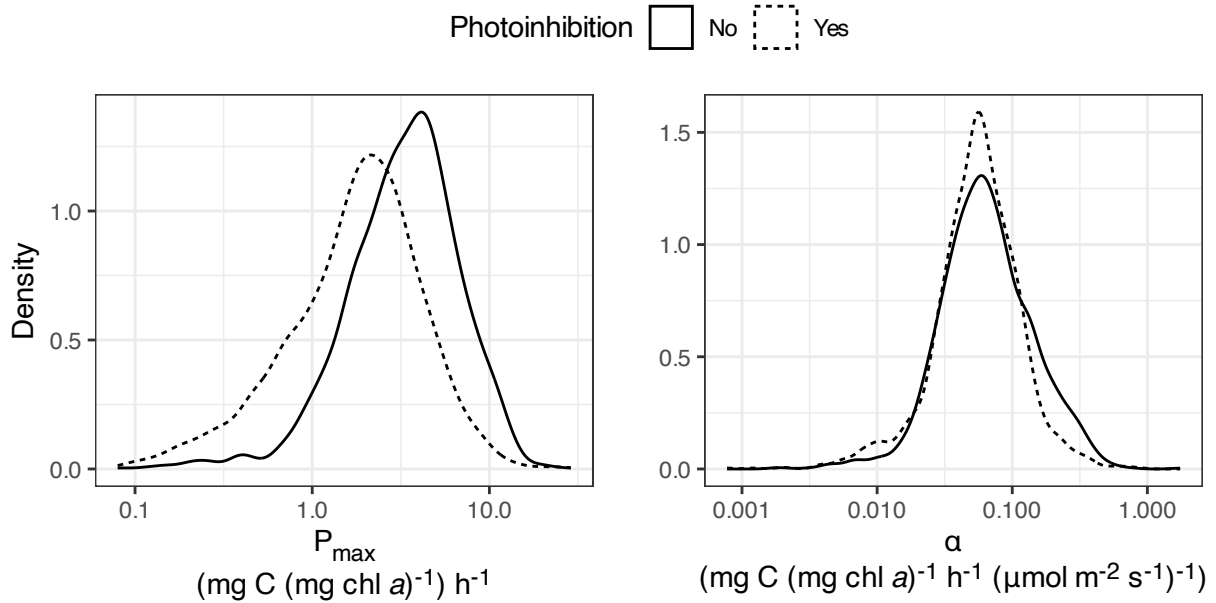 Photoinhibition No Yes
Density
1.0
0.5
0.0
0.1 1.0 10.0
Pmax
(mg C (mg chl a)-1) h-1
1.5
1.0
0.5
0.0
0.001 0.010 0.100 1.000
α
(mg C (mg chl a)-1 h-1 (μmol m-2 s-1)-1)